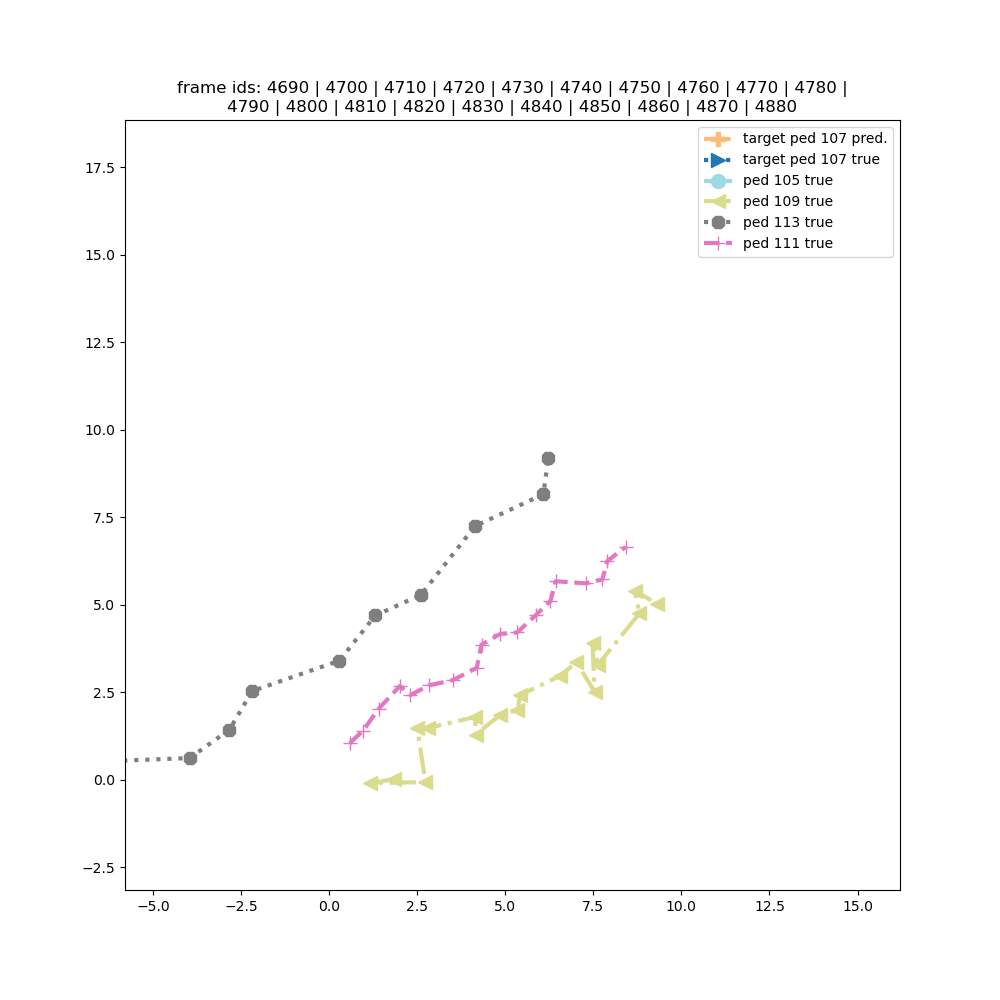 frame ids: 4690 | 4700 | 4710 | 4720 | 4730 | 4740 | 4750 | 4760 | 4770 | 4780 |
4790 | 4800 | 4810 | 4820 | 4830 | 4840 | 4850 | 4860 | 4870 | 4880
target ped 107 pred.
target ped 107 true
ped 105 true
ped 109 true
ped 113 true
ped 111 true
17.5
15.0
12.5
10.0
7.5
5.0
2.5
0.0
−2.5
−5.0
−2.5
0.0
2.5
5.0
7.5
10.0
12.5
15.0